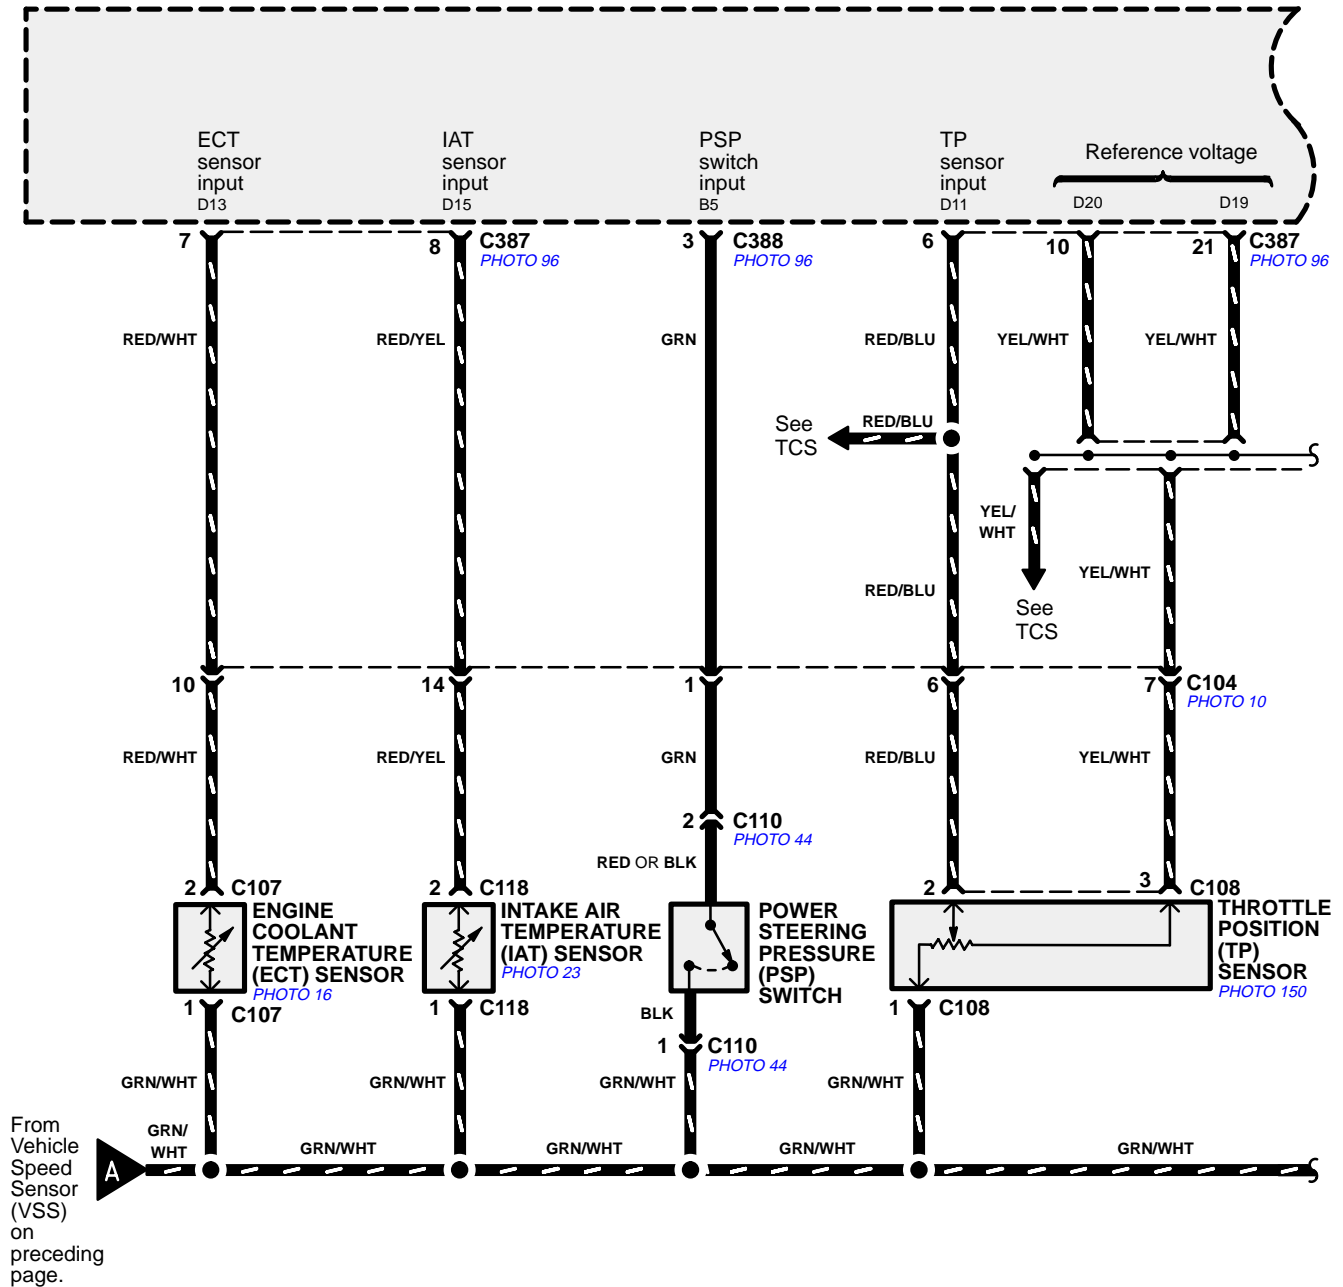 ECT
sensor
input
D13
IAT
sensor
input
D15
PSP
switch
input
B5
TP
sensor
input
D11
Reference voltage
D20
D19
7
8
C387
PHOTO 96
3
C388
PHOTO 96
6
10
21
C387
PHOTO 96
RED/WHT
RED/YEL
GRN
RED/BLU
YEL/WHT
YEL/WHT
See
TCS
RED/BLU
YEL/
WHT
See
TCS
RED/BLU
YEL/WHT
10
14
1
6
7
C104
PHOTO 10
RED/WHT
RED/YEL
GRN
RED/BLU
YEL/WHT
2
C110
PHOTO 44
RED OR BLK
2
C107
2
C118
2
3
C108
ENGINE
COOLANT
TEMPERATURE
(ECT) SENSOR
PHOTO 16
INTAKE AIR
TEMPERATURE
(IAT) SENSOR
PHOTO 23
POWER
STEERING
PRESSURE
(PSP)
SWITCH
THROTTLE
POSITION
(TP)
SENSOR
PHOTO 150
1
C107
1
C118
BLK
1
C108
1
C110
PHOTO 44
GRN/WHT
GRN/WHT
GRN/WHT
GRN/WHT
From
Vehicle
Speed
Sensor
(VSS)
on
preceding
page.
A
GRN/
WHT
GRN/WHT
GRN/WHT
GRN/WHT
GRN/WHT